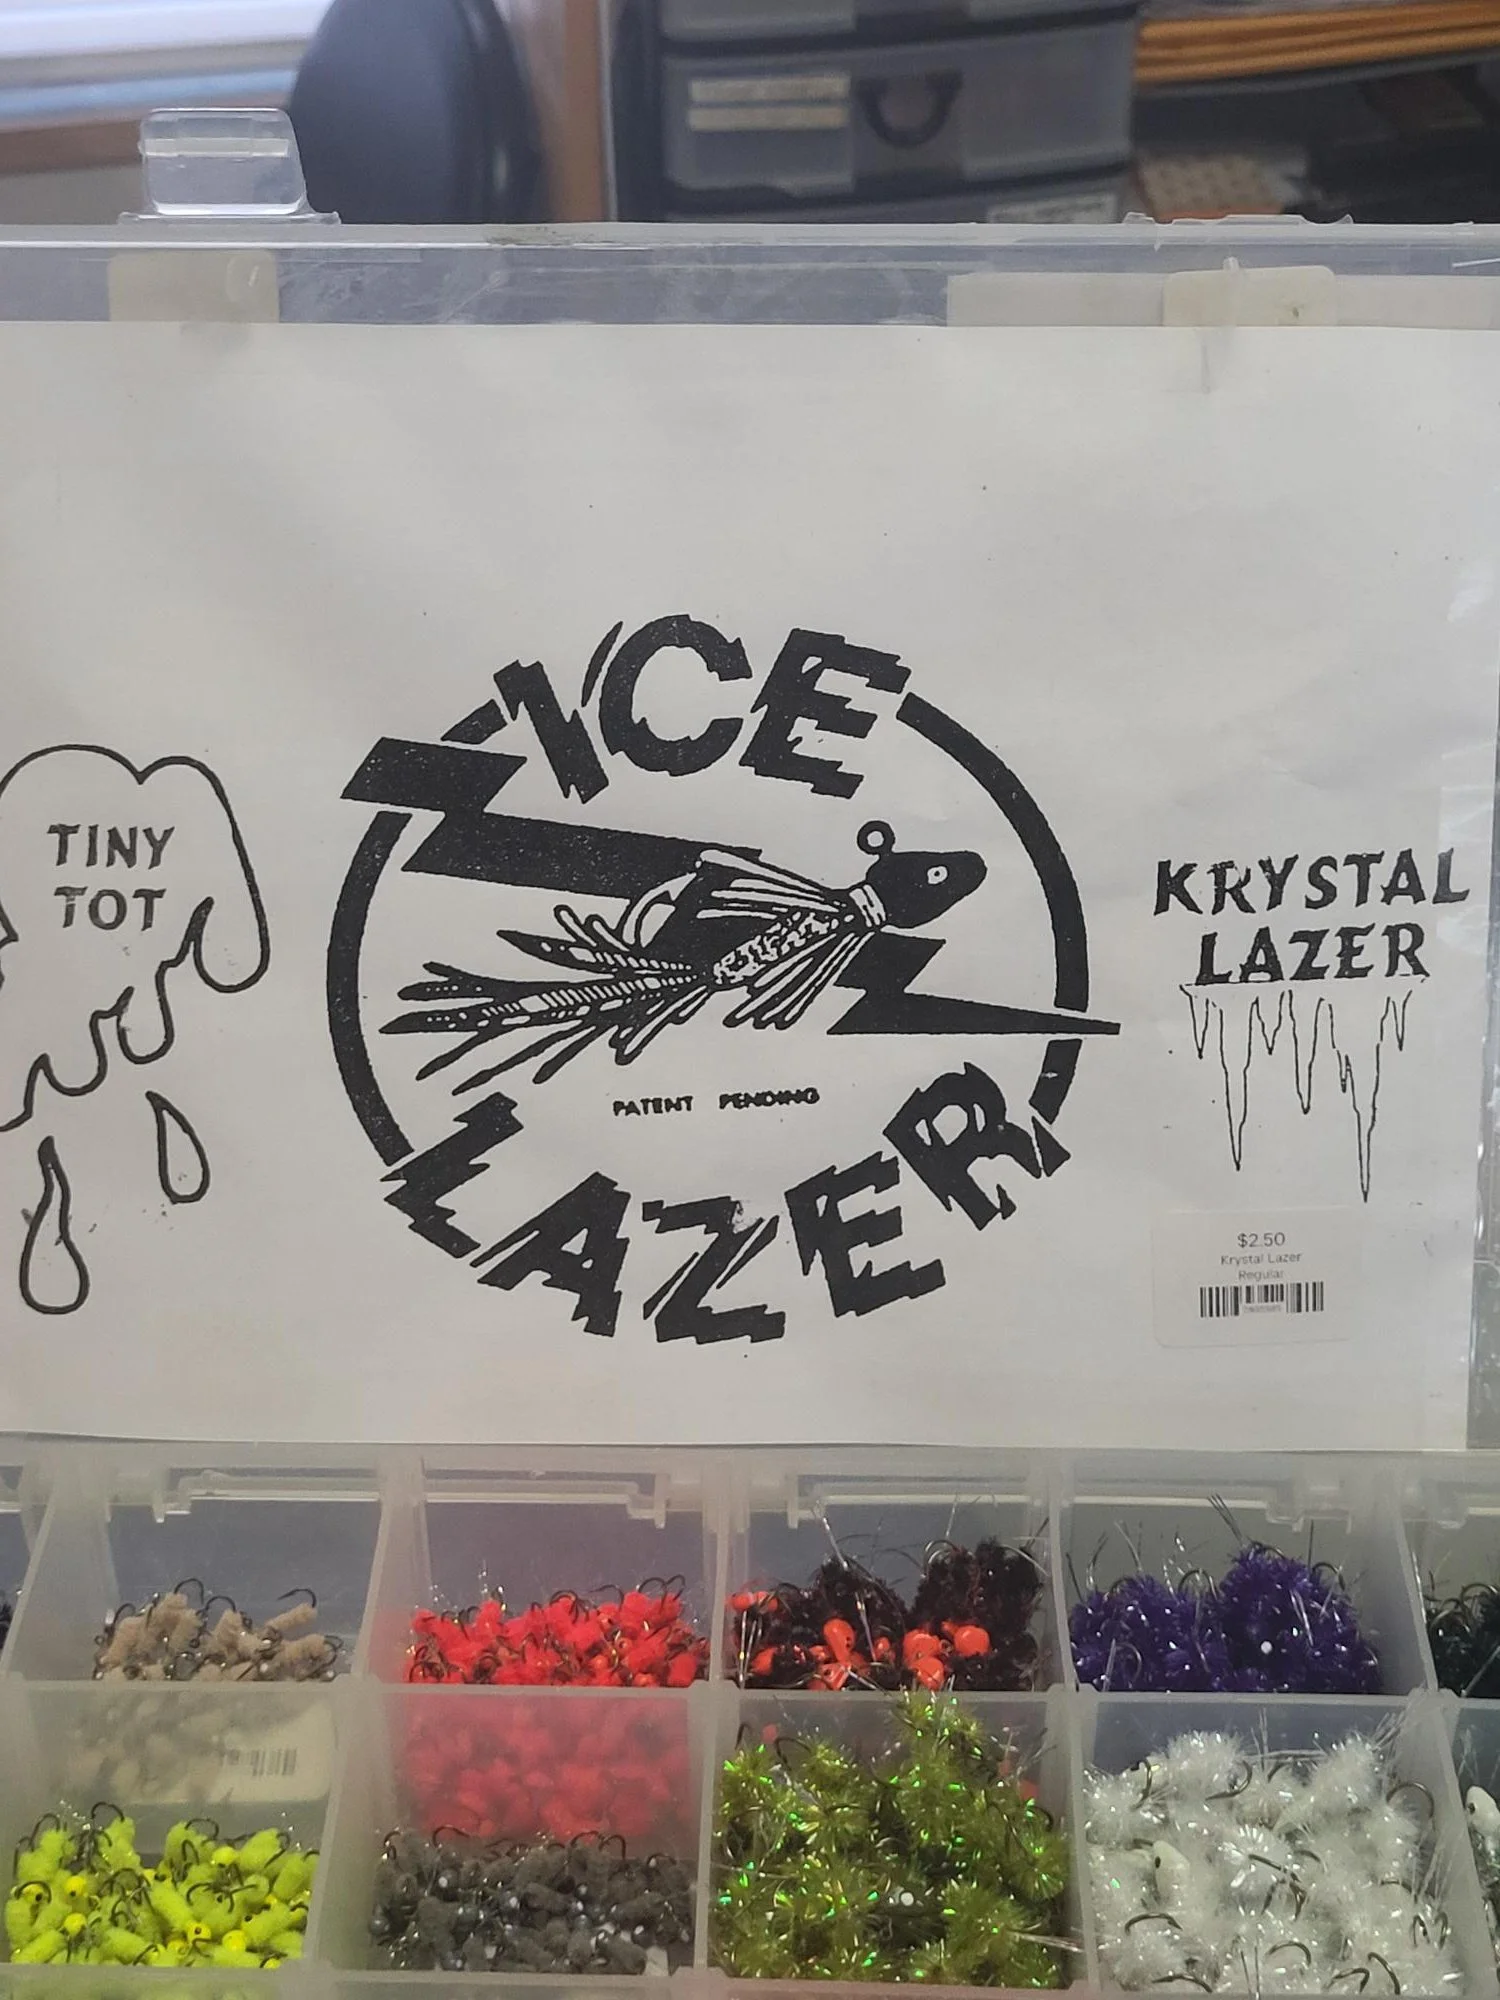 ICE
TINY
TOT
KRYSTAL
LAZER
PATENT PENDING
LAZER
$2.50
Krystal Lazer
Regular